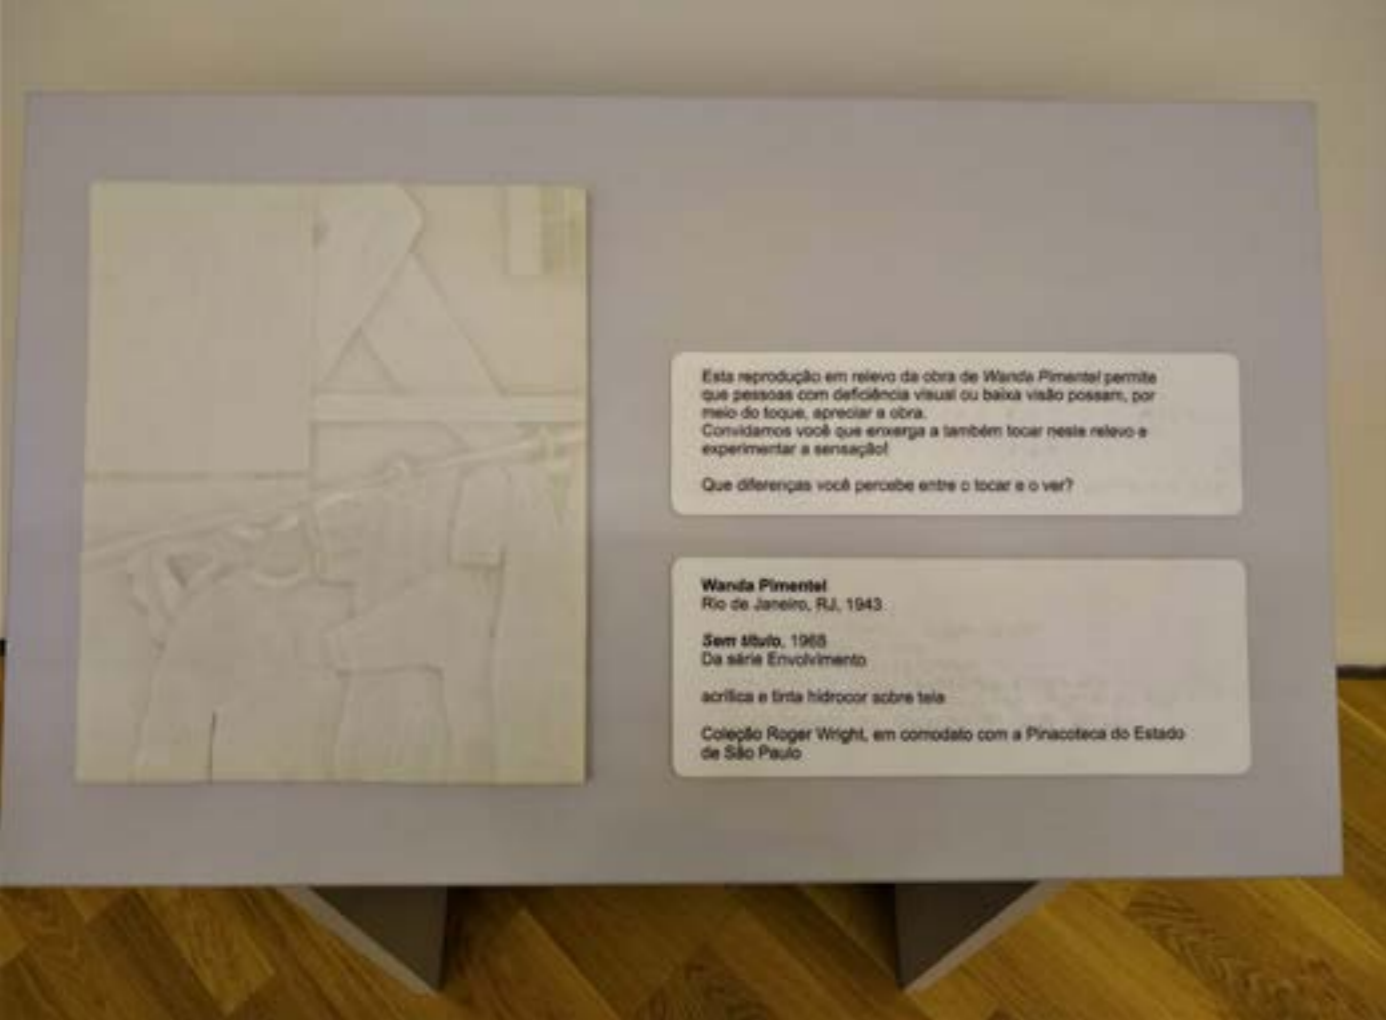 Esta reprodução em relevo da obra de Wanda Pimentel permite
que pessoas com deficiência visual ou baixa visão possam, por
meio do toque, apreciar a obra.
Convidamos você que enxerga a também tocar neste relevo e
experimentar a sensação!
Que diferenças você percebe entre o tocar e o ver?
Wanda Pimentel
Rio de Janeiro, RJ, 1943
Sem título, 1968
Da série Envolvimento
acrílica e tinta hidrocor sobre tela
Coleção Roger Wright, em comodato com a Pinacoteca do Estado
de São Paulo